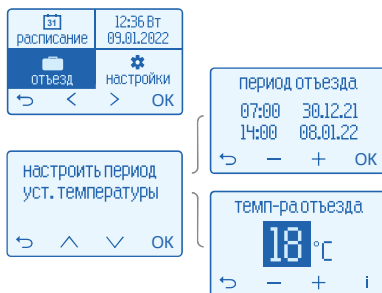 31 12:36 Вт
расписание 09.01.2022
отъезд настройки
< > OK
период отъезда
07:00 30.12.21
14:00 08.01.22
− + OK
настроить период
уст. температуры
OK
темп-ра отъезда
18 °C
− + i